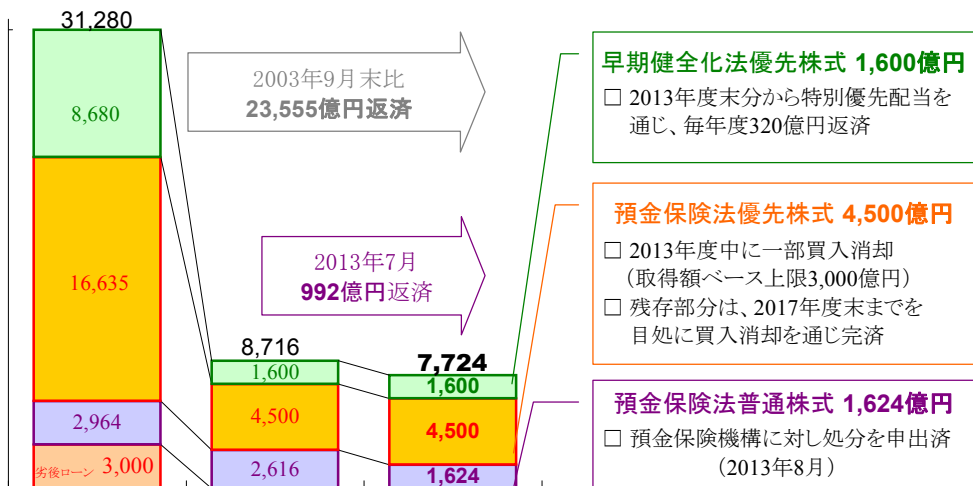 31,280
8,680
16,635
2,964
劣後ローン 3,000
2003年9月末比
23,555億円返済
2013年7月
992億円返済
8,716
1,600
4,500
2,616
7,724
1,600
4,500
1,624
早期健全化法優先株式 1,600億円
□ 2013年度末分から特別優先配当を
通じ、毎年度320億円返済
預金保険法優先株式 4,500億円
□ 2013年度中に一部買入消却
（取得額ベース上限3,000億円）
□ 残存部分は、2017年度末までを
目処に買入消却を通じ完済
預金保険法普通株式 1,624億円
□ 預金保険機構に対し処分を申出済
（2013年8月）